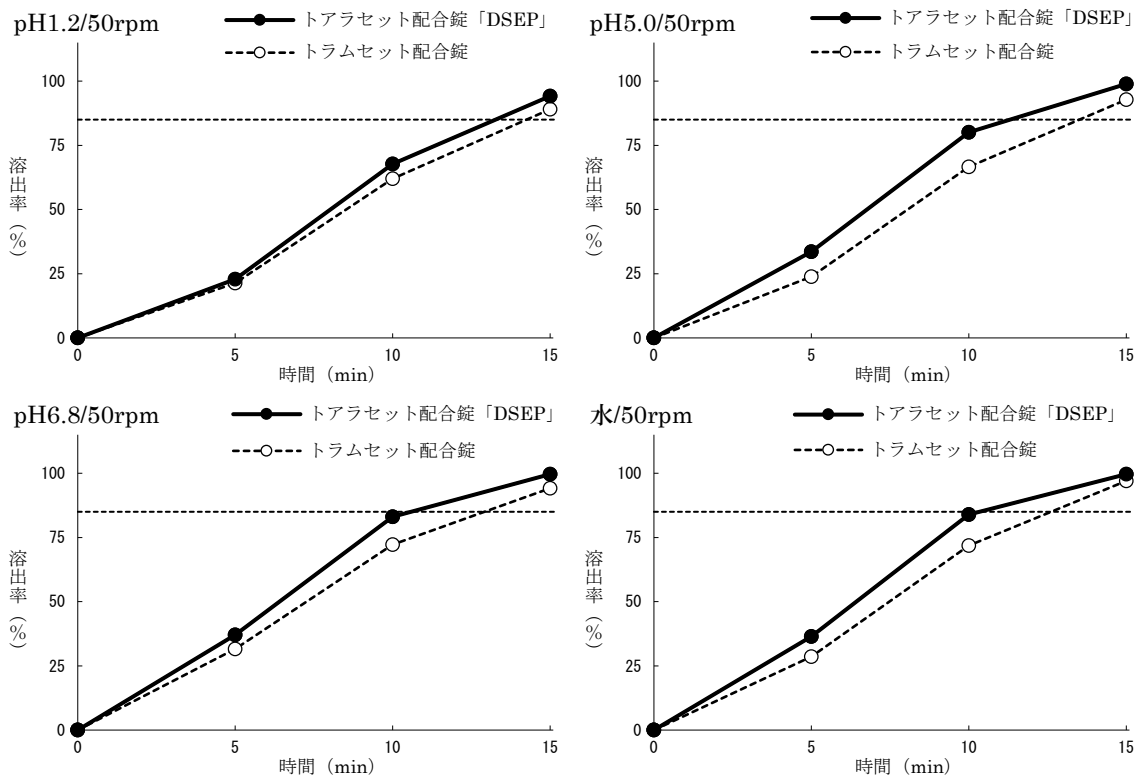 pH1.2/50rpm
トアラセット配合錠「DSEP」
トラムセット配合錠
100
75
50
25
0
溶出率(%)
0 5 10 15
時間 (min)
pH5.0/50rpm
トアラセット配合錠「DSEP」
トラムセット配合錠
100
75
50
25
0
溶出率(%)
0 5 10 15
時間 (min)
pH6.8/50rpm
トアラセット配合錠「DSEP」
トラムセット配合錠
100
75
50
25
0
溶出率(%)
0 5 10 15
時間 (min)
水/50rpm
トアラセット配合錠「DSEP」
トラムセット配合錠
100
75
50
25
0
溶出率(%)
0 5 10 15
時間 (min)